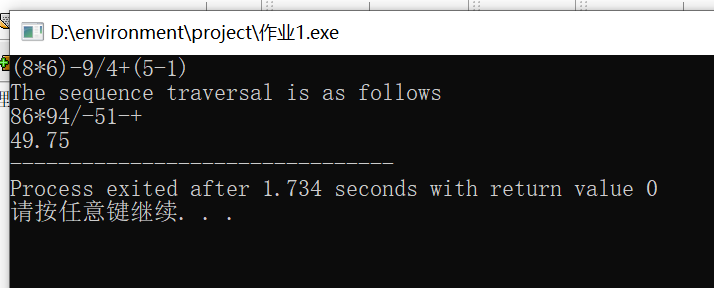 D:\environment\project\作业1.exe
(8*6)-9/4+(5-1)
The sequence traversal is as follows
86*94/-51-+
49.75
--------------------------------
Process exited after 1.734 seconds with return value 0
请按任意键继续. . .